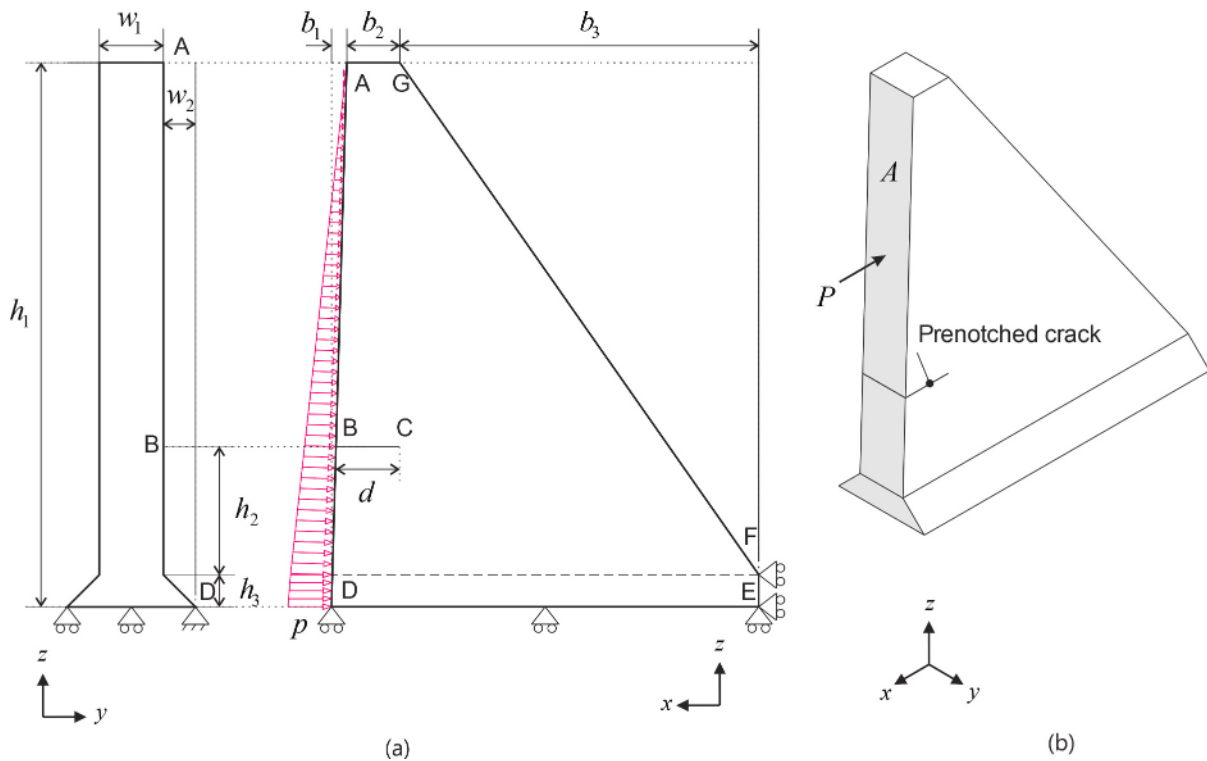 w₁
A
w₂
h₁
B
h₂
D
h₃
z
y
b₁
b₂
b₃
A
G
B
C
d
F
D
E
p
z
x
(a)
A
P
Prenotched crack
z
x
y
(b)